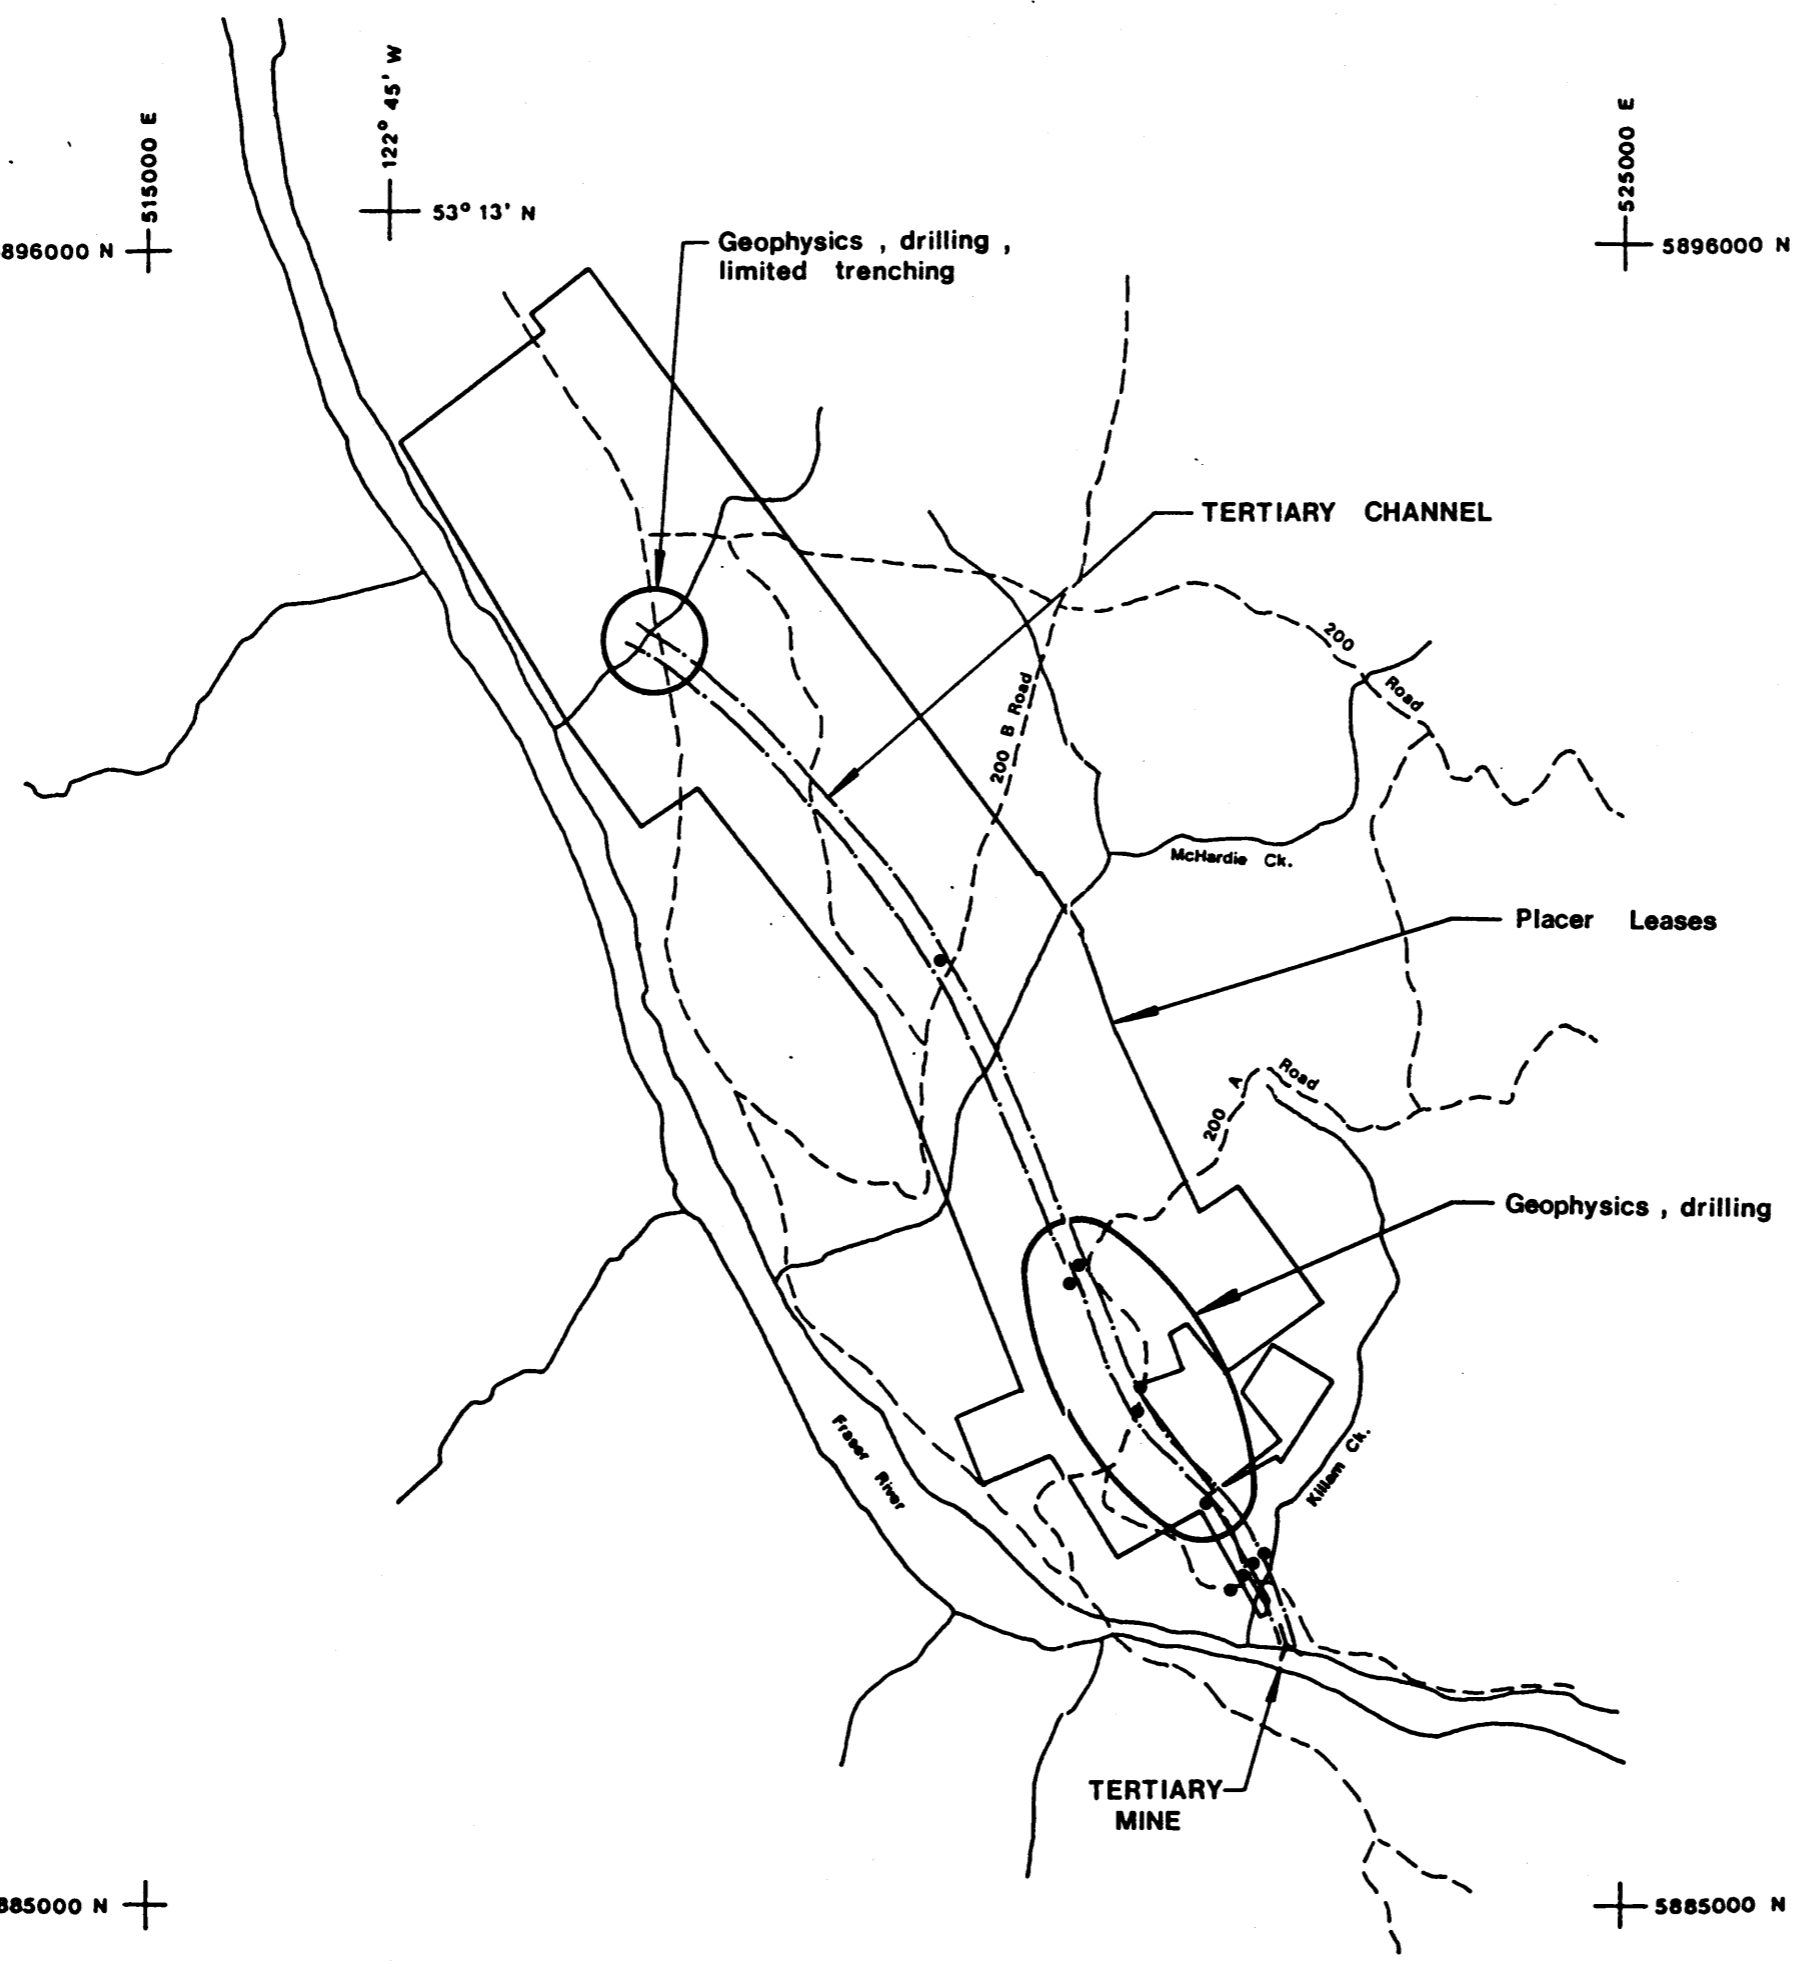 122° 45' W
515000 E
525000 E
53° 13' N
896000 N
5896000 N
Geophysics , drilling ,
limited trenching
TERTIARY CHANNEL
200
Road
200 B Road
McHardie Ck.
Placer Leases
200 A Road
Geophysics , drilling
Fraser River
Killam Ck.
TERTIARY
MINE
885000 N
5885000 N